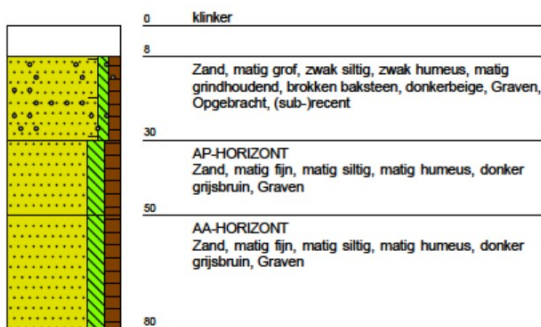 0 klinker
8
Zand, matig grof, zwak siltig, zwak humeus, matig
grindhoudend, brokken baksteen, donkerbeige, Graven,
Opgebracht, (sub-)recent
30
AP-HORIZONT
Zand, matig fijn, matig siltig, matig humeus, donker
grijsbruin, Graven
50
AA-HORIZONT
Zand, matig fijn, matig siltig, matig humeus, donker
grijsbruin, Graven
80